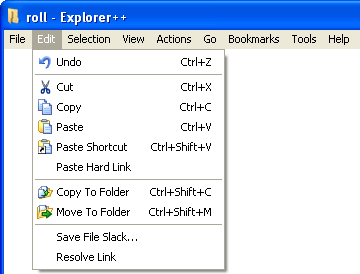 roll - Explorer++
File Edit Selection View Actions Go Bookmarks Tools Help
Undo Ctrl+Z
Cut Ctrl+X
Copy Ctrl+C
Paste Ctrl+V
Paste Shortcut Ctrl+Shift+V
Paste Hard Link
Copy To Folder Ctrl+Shift+C
Move To Folder Ctrl+Shift+M
Save File Slack...
Resolve Link